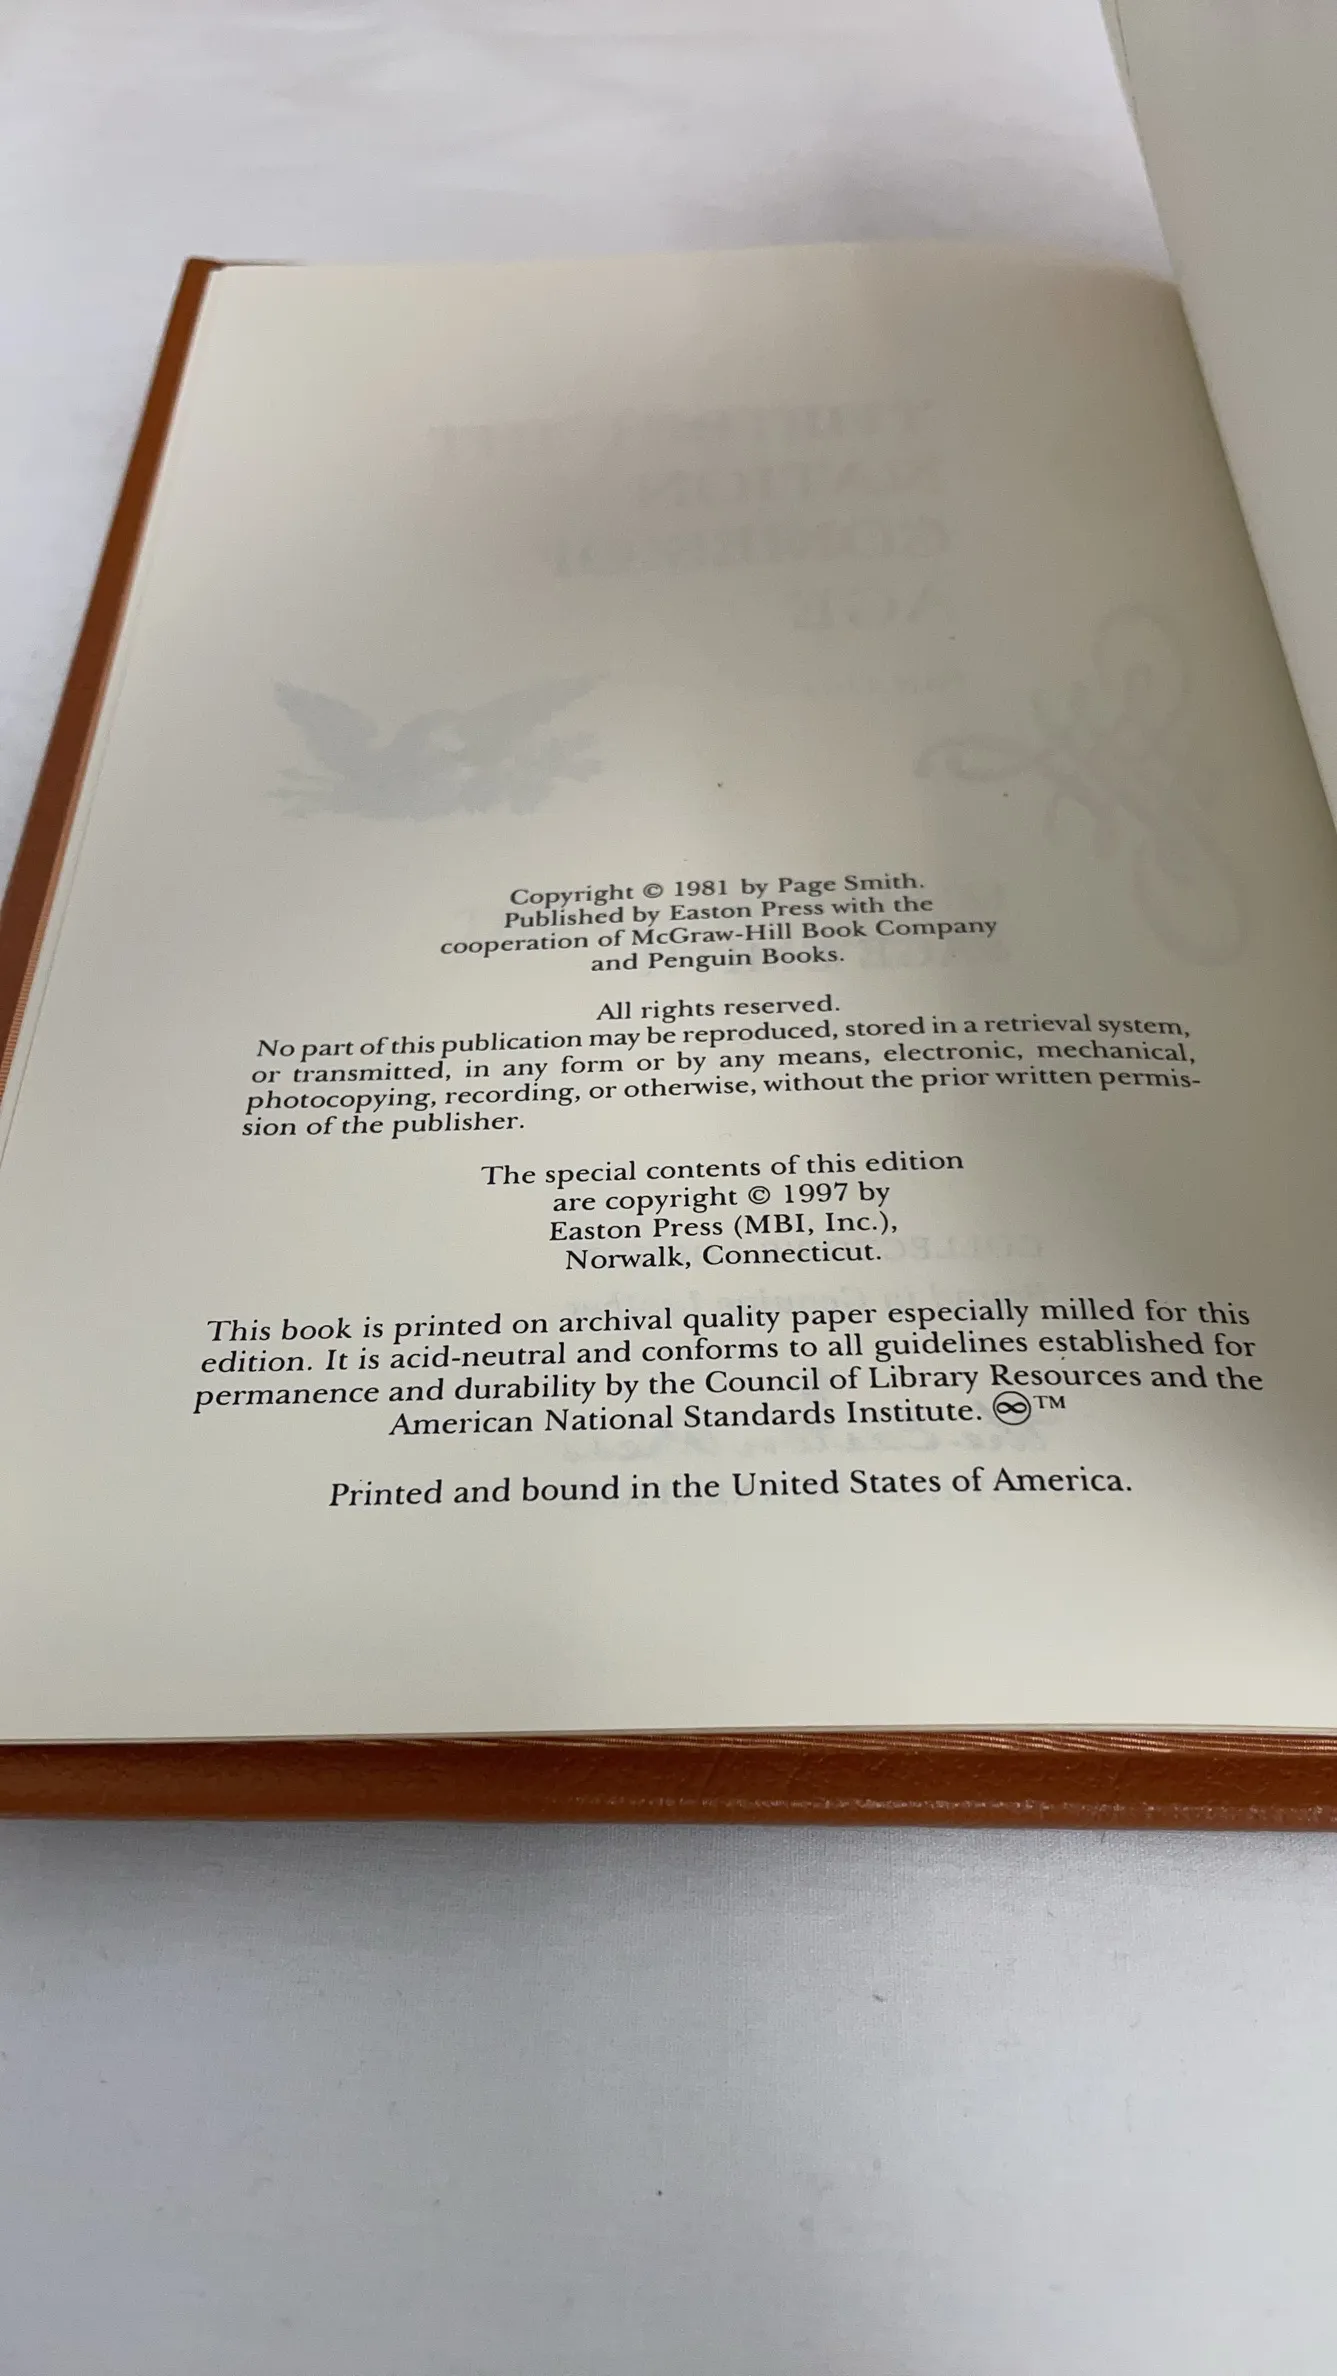 Copyright © 1981 by Page Smith.
Published by Easton Press with the
cooperation of McGraw-Hill Book Company
and Penguin Books.
All rights reserved.
No part of this publication may be reproduced, stored in a retrieval system,
or transmitted, in any form or by any means, electronic, mechanical,
photocopying, recording, or otherwise, without the prior written permis-
sion of the publisher.
The special contents of this edition
are copyright © 1997 by
Easton Press (MBI, Inc.),
Norwalk, Connecticut.
This book is printed on archival quality paper especially milled for this
edition. It is acid-neutral and conforms to all guidelines established for
permanence and durability by the Council of Library Resources and the
American National Standards Institute. ♾™
Printed and bound in the United States of America.